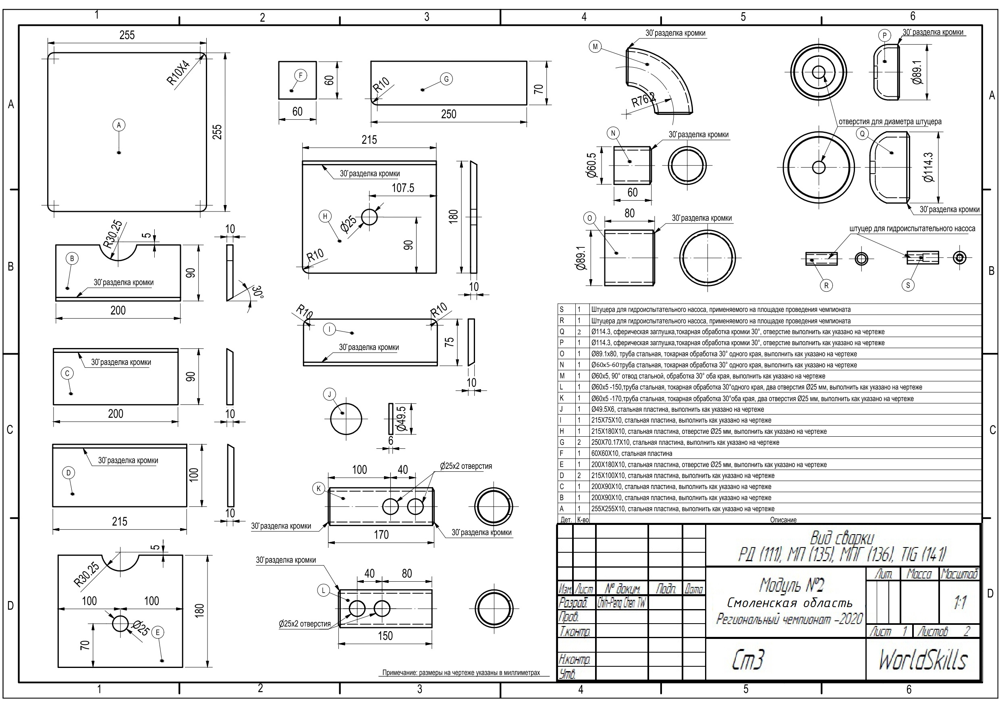 1
2
3
4
5
6
A
A
B
B
C
C
D
D
255
255
R10X4
A
R30.25
5
10
B
90
30°разделка кромки
30°
200
30°разделка кромки
C
90
200
10
30°разделка кромки
D
100
215
10
5
R30.25
100
100
180
Ø25
E
70
F
60
60
G
R10
70
250
215
30°разделка кромки
107.5
H
Ø25
180
90
R10
10
R10
R10
I
30°разделка кромки
75
10
J
Ø49.5
6
100
40
Ø25x2 отверстия
K
30°разделка кромки
30°разделка кромки
170
30°разделка кромки
40
80
L
Ø25x2 отверстия
150
Примечание: размеры на чертеже указаны в миллиметрах
30°разделка кромки
M
R76.2
N
30°разделка кромки
Ø60.5
60
O
80
30°разделка кромки
Ø89.1
P
30°разделка кромки
Ø89.1
отверстия для диаметра штуцера
Q
Ø114.3
30°разделка кромки
штуцер для гидроиспытательного насоса
R
S
S 1 Штуцера для гидроиспытательного насоса, применяемого на площадке проведения чемпионата
R 1 Штуцера для гидроиспытательного насоса, применяемого на площадке проведения чемпионата
Q 2 Ø114.3, сферическая заглушка,токарная обработка кромки 30°, отверстие выполнить как указано на чертеже
P 1 Ø114.3, сферическая заглушка,токарная обработка кромки 30°, отверстие выполнить как указано на чертеже
O 1 Ø89.1x80, труба стальная, токарная обработка 30° одного края, выполнить как указано на чертеже
N 1 Ø60x5-60труба стальная, токарная обработка 30° одного края, выполнить как указано на чертеже
M 1 Ø60x5, 90° отвод стальной, обработка 30° оба края, выполнить как указано на чертеже
L 1 Ø60x5 -150,труба стальная, токарная обработка 30°одного края, два отверстия Ø25 мм, выполнить как указано на чертеже
K 1 Ø60x5 -170,труба стальная, токарная обработка 30°оба края, два отверстия Ø25 мм, выполнить как указано на чертеже
J 1 Ø49.5X6, стальная пластина, выполнить как указано на чертеже
I 1 215X75X10, стальная пластина, выполнить как указано на чертеже
H 1 215X180X10, стальная пластина, отверстие Ø25 мм, выполнить как указано на чертеже
G 2 250X70.17X10, стальная пластина, выполнить как указано на чертеже
F 1 60X60X10, стальная пластина
E 1 200X180X10, стальная пластина, отверстие Ø25 мм, выполнить как указано на чертеже
D 2 215X100X10, стальная пластина, выполнить как указано на чертеже
C 1 200X90X10, стальная пластина, выполнить как указано на чертеже
B 1 200X90X10, стальная пластина, выполнить как указано на чертеже
A 1 255X255X10, стальная пластина, выполнить как указано на чертеже
Дет. К-во Описание
Вид сварки
РД (111), МП (135), МПГ (136), TIG (141)
Модуль №2
Смоленская область
Региональный чемпионат -2020
Лит. Масса Масштаб
1:1
Лист 1 Листов 2
Изм. Лист № докум. Подп. Дата
Разраб. Chih-Peng Chen TW
Пров.
Т.контр.
Н.контр.
Утв.
Ст3
WorldSkills
1
2
3
4
5
6